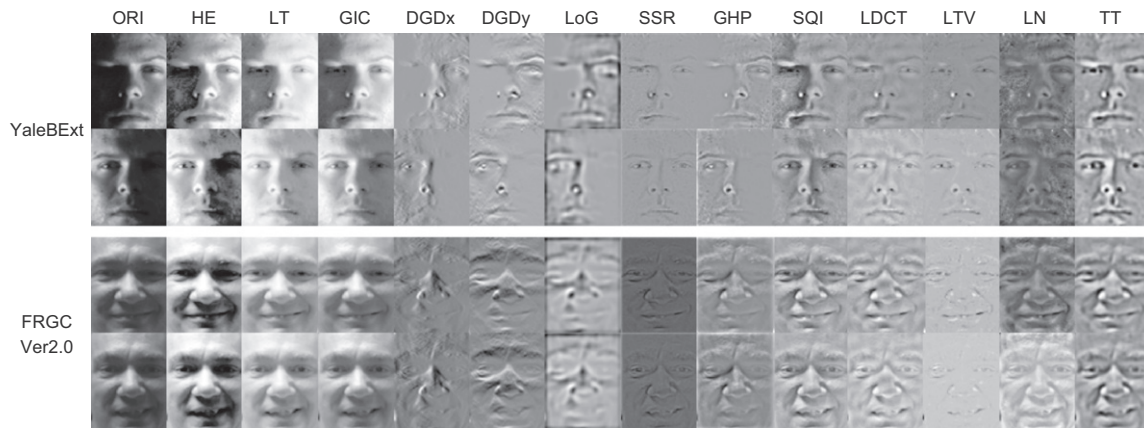 ORI HE LT GIC DGDx DGDy LoG SSR GHP SQI LDCT LTV LN TT
YaleBExt
FRGC
Ver2.0